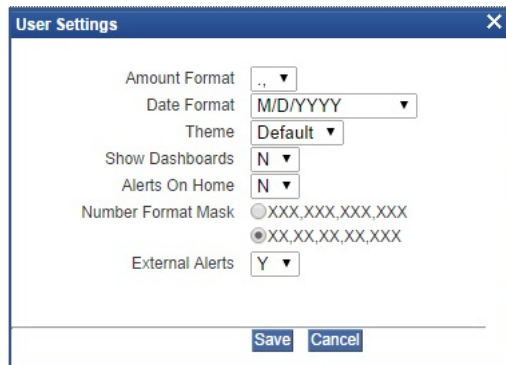 User Settings
Amount Format .,
Date Format M/D/YYYY
Theme Default
Show Dashboards N
Alerts On Home N
Number Format Mask XXX,XXX,XXX,XXX
XX,XX,XX,XX,XXX
External Alerts Y
Save Cancel